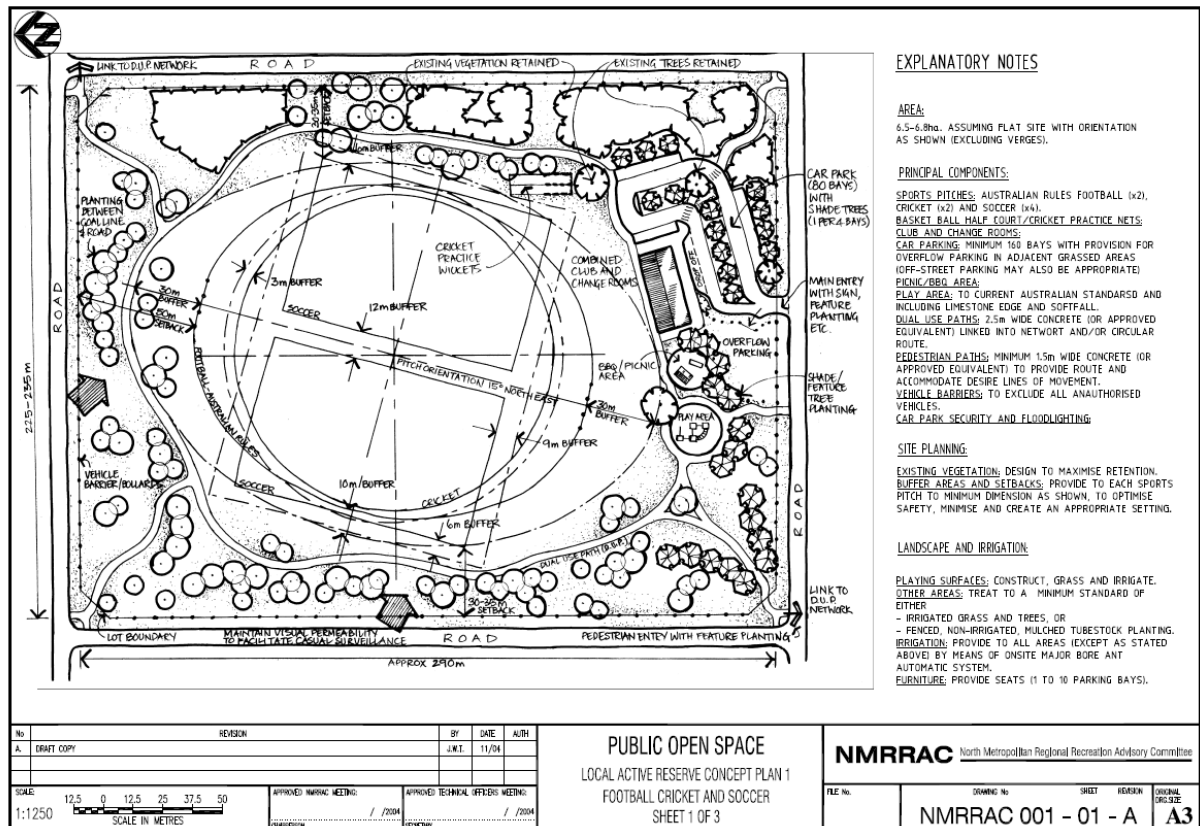 N
LINK TO D.U.P. NETWORK
ROAD
EXISTING VEGETATION RETAINED
EXISTING TREES RETAINED
30-35m
SETBACK
10m BUFFER
PLANTING
BETWEEN
GOAL LINE
& ROAD
CAR PARK
(80 BAYS)
WITH
SHADE TREES
(1 PER 4 BAYS)
CRICKET
PRACTICE
WICKETS
COMBINED
CLUB AND
CHANGE ROOMS
MAIN ENTRY
WITH SIGN,
FEATURE
PLANTING
ETC.
ROAD
30m
BUFFER
50m
SETBACK
3m BUFFER
SOCCER
12m BUFFER
OVERFLOW
PARKING
225-235m
PITCH ORIENTATION 15° NORTH EAST
BBQ/PICNIC
AREA
SHADE/
FEATURE
TREE
PLANTING
FOOTBALL-AUSTRALIAN RULES
30m
BUFFER
PLAY AREA
9m BUFFER
VEHICLE
BARRIER/BOLLARDS
SOCCER
10m BUFFER
CRICKET
6m BUFFER
ROAD
DUAL USE PATH (D.U.P.)
30-35m
SETBACK
LINK TO
D.U.P.
NETWORK
LOT BOUNDARY
MAINTAIN VISUAL PERMEABILITY
TO FACILITATE CASUAL SURVEILLANCE
ROAD
PEDESTRIAN ENTRY WITH FEATURE PLANTING
APPROX 290m
EXPLANATORY NOTES
AREA:
6.5-6.8ha. ASSUMING FLAT SITE WITH ORIENTATION
AS SHOWN (EXCLUDING VERGES).
PRINCIPAL COMPONENTS:
SPORTS PITCHES: AUSTRALIAN RULES FOOTBALL (x2),
CRICKET (x2) AND SOCCER (x4).
BASKET BALL HALF COURT/CRICKET PRACTICE NETS:
CLUB AND CHANGE ROOMS:
CAR PARKING: MINIMUM 160 BAYS WITH PROVISION FOR
OVERFLOW PARKING IN ADJACENT GRASSED AREAS
(OFF-STREET PARKING MAY ALSO BE APPROPRIATE)
PICNIC/BBQ AREA:
PLAY AREA: TO CURRENT AUSTRALIAN STANDARSD AND
INCLUDING LIMESTONE EDGE AND SOFTFALL.
DUAL USE PATHS: 2.5m WIDE CONCRETE (OR APPROVED
EQUIVALENT) LINKED INTO NETWORT AND/OR CIRCULAR
ROUTE.
PEDESTRIAN PATHS: MINIMUM 1.5m WIDE CONCRETE (OR
APPROVED EQUIVALENT) TO PROVIDE ROUTE AND
ACCOMMODATE DESIRE LINES OF MOVEMENT.
VEHICLE BARRIERS: TO EXCLUDE ALL ANAUTHORISED
VEHICLES.
CAR PARK SECURITY AND FLOODLIGHTING:
SITE PLANNING:
EXISTING VEGETATION: DESIGN TO MAXIMISE RETENTION.
BUFFER AREAS AND SETBACKS: PROVIDE TO EACH SPORTS
PITCH TO MINIMUM DIMENSION AS SHOWN, TO OPTIMISE
SAFETY, MINIMISE AND CREATE AN APPROPRIATE SETTING.
LANDSCAPE AND IRRIGATION:
PLAYING SURFACES: CONSTRUCT, GRASS AND IRRIGATE.
OTHER AREAS: TREAT TO A MINIMUM STANDARD OF
EITHER
- IRRIGATED GRASS AND TREES, OR
- FENCED, NON-IRRIGATED, MULCHED TUBESTOCK PLANTING.
IRRIGATION: PROVIDE TO ALL AREAS (EXCEPT AS STATED
ABOVE) BY MEANS OF ONSITE MAJOR BORE ANT
AUTOMATIC SYSTEM.
FURNITURE: PROVIDE SEATS (1 TO 10 PARKING BAYS).
No REVISION BY DATE AUTH
A. DRAFT COPY J.W.T. 11/04
SCALE:
1:1250
12.5 0 12.5 25 37.5 50
SCALE IN METRES
APPROVED NMRRAC MEETING:
/ /2004
APPROVED TECHNICAL OFFICERS MEETING:
/ /2004
PUBLIC OPEN SPACE
LOCAL ACTIVE RESERVE CONCEPT PLAN 1
FOOTBALL CRICKET AND SOCCER
SHEET 1 OF 3
NMRRAC North Metropolitan Regional Recreation Advisory Committee
FILE No. DRAWING No SHEET REVISION ORIGINAL DRG.SIZE
NMRRAC 001 - 01 - A A3